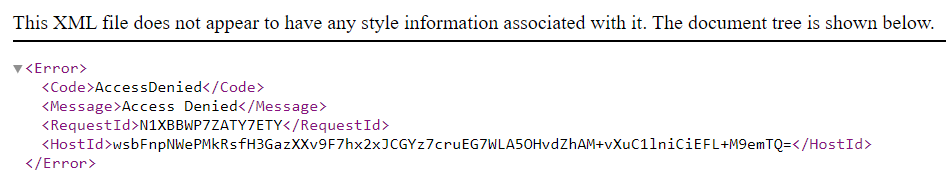 This XML file does not appear to have any style information associated with it. The document tree is shown below.
▼<Error>
<Code>AccessDenied</Code>
<Message>Access Denied</Message>
<RequestId>N1XBBWP7ZATY7ETY</RequestId>
<HostId>wsbFnpNWePMkRsfH3GazXXv9F7hx2xJCGYz7cruEG7WLA5OHvdZhAM+vXuC1lniCiEFL+M9emTQ=</HostId>
</Error>